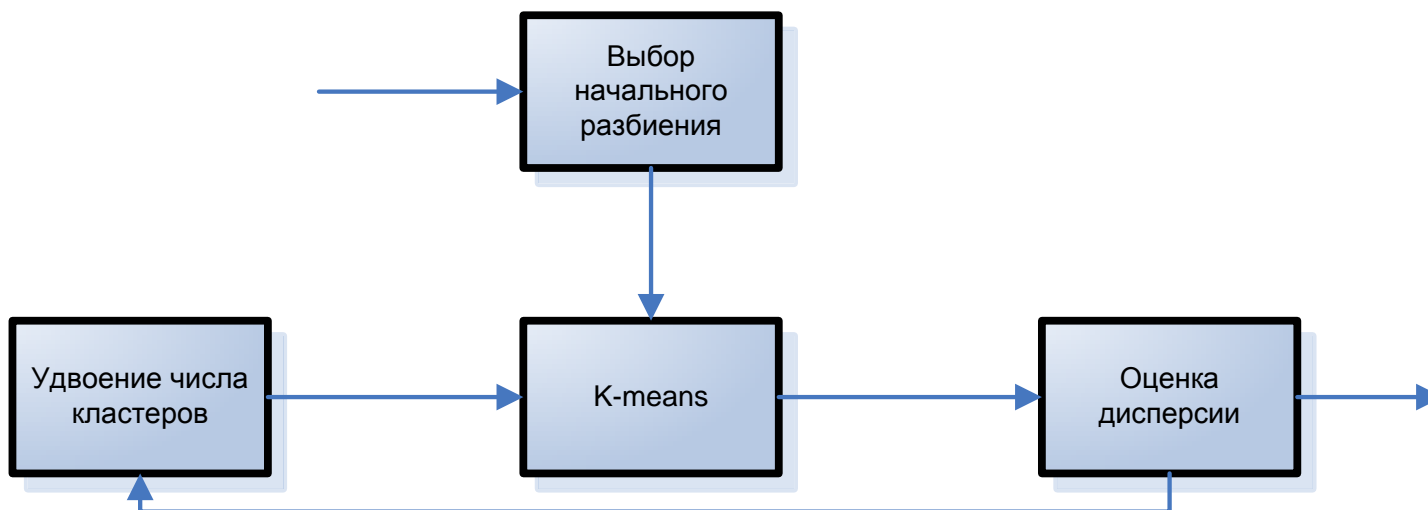 Выбор
начального
разбиения
Удвоение числа
кластеров
K-means
Оценка
дисперсии